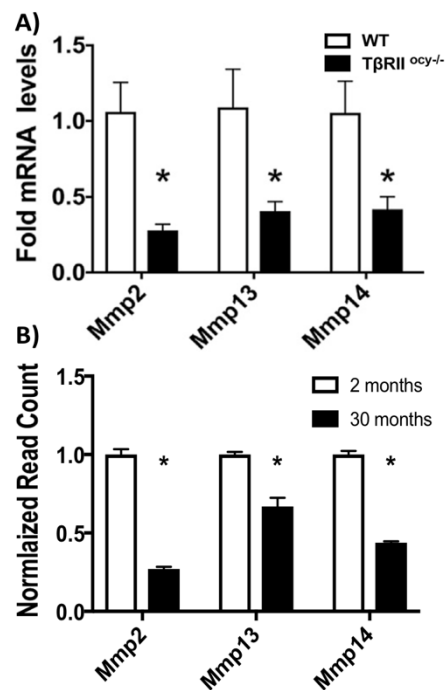 A)
Fold mRNA levels
1.5
1.0
0.5
0.0
WT
TβRII ocy-/-
*
*
*
Mmp2
Mmp13
Mmp14
B)
Normlaized Read Count
1.5
1.0
0.5
0.0
2 months
30 months
*
*
*
Mmp2
Mmp13
Mmp14